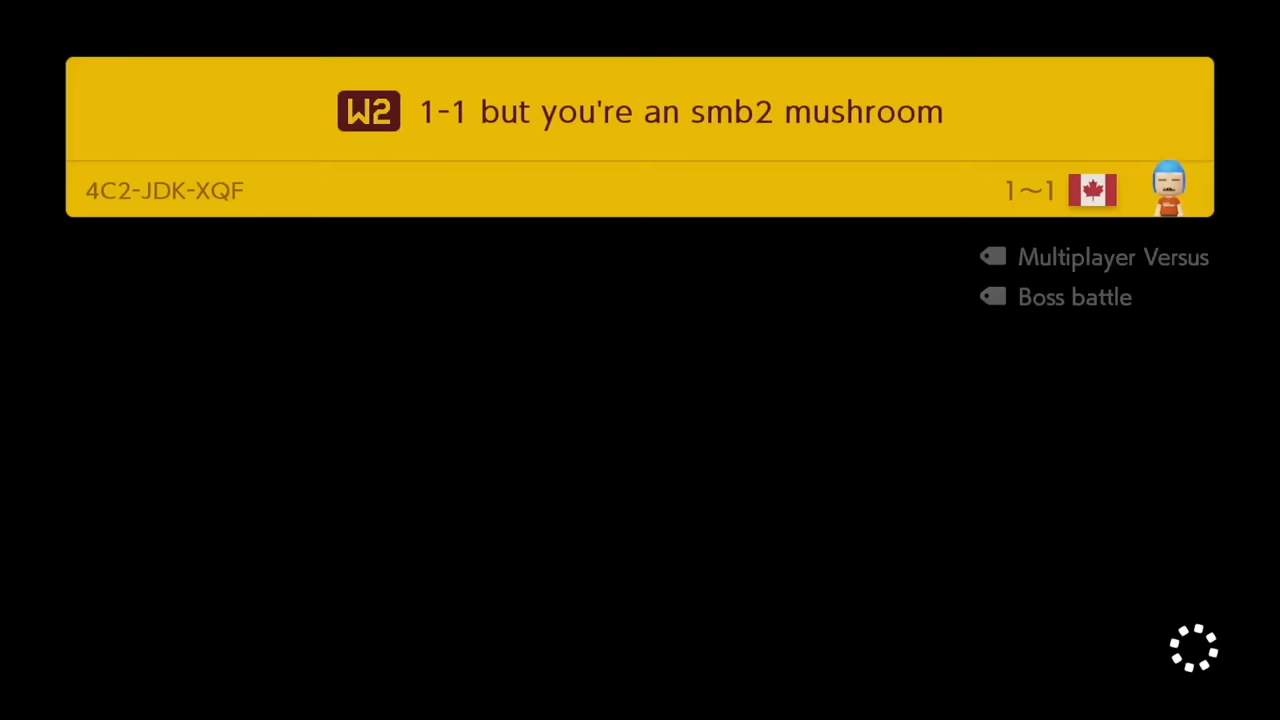 W2 1-1 but you're an smb2 mushroom
4C2-JDK-XQF 1~1
Multiplayer Versus
Boss battle